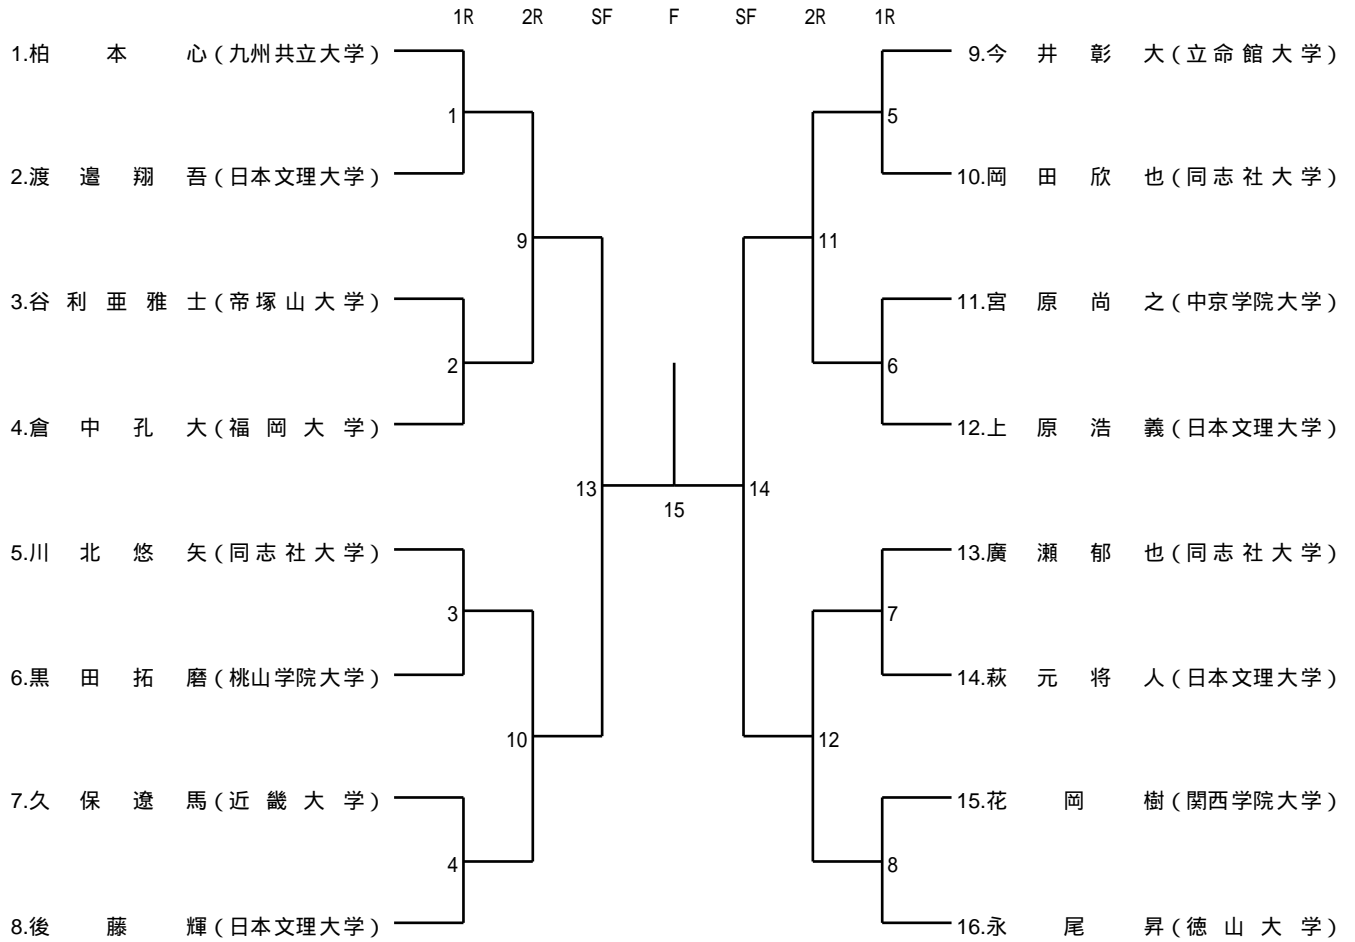 1R 2R SF F SF 2R 1R
1.柏本心(九州共立大学) 9.今井彰大(立命館大学)
1 5
2.渡邉翔吾(日本文理大学) 10.岡田欣也(同志社大学)
9 11
3.谷利亜雅士(帝塚山大学) 11.宮原尚之(中京学院大学)
2 6
4.倉中孔大(福岡大学) 12.上原浩義(日本文理大学)
13 14
15
5.川北悠矢(同志社大学) 13.廣瀬郁也(同志社大学)
3 7
6.黒田拓磨(桃山学院大学) 14.萩元将人(日本文理大学)
10 12
7.久保遼馬(近畿大学) 15.花岡樹(関西学院大学)
4 8
8.後藤輝(日本文理大学) 16.永尾昇(徳山大学)